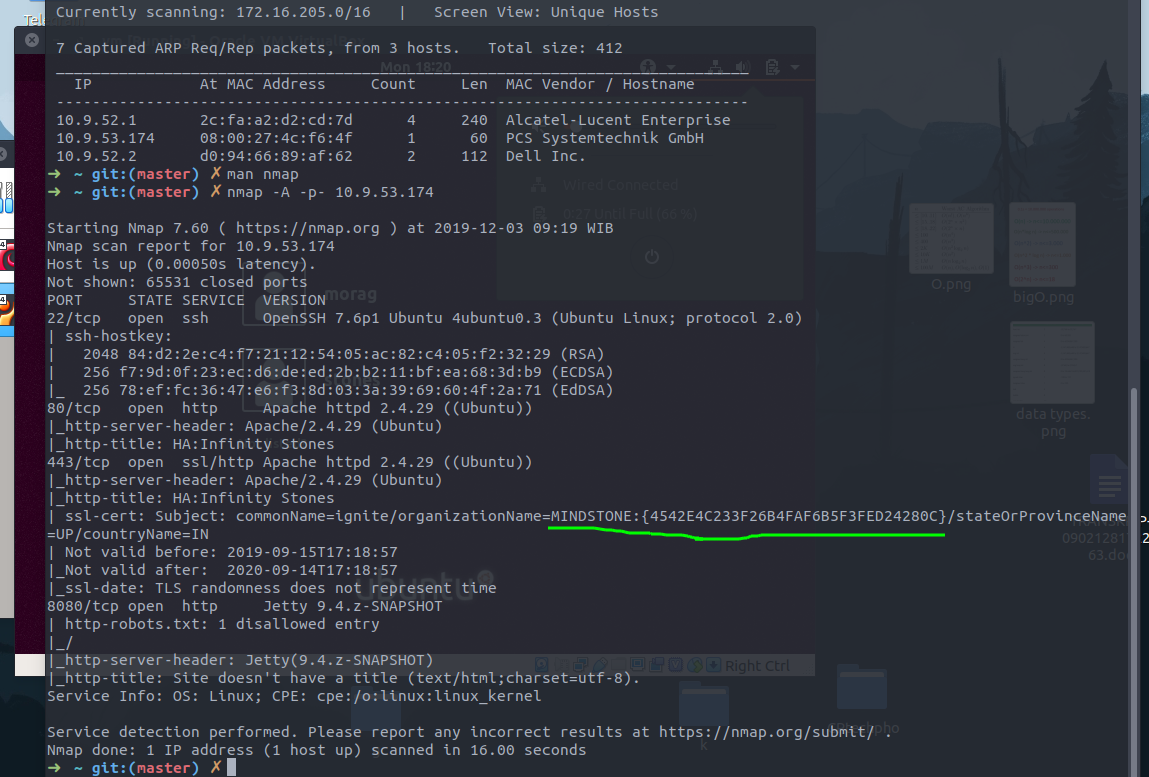 Currently scanning: 172.16.205.0/16   |   Screen View: Unique Hosts
7 Captured ARP Req/Rep packets, from 3 hosts.   Total size: 412
Mon 18:20
IP            At MAC Address     Count     Len  MAC Vendor / Hostname
-----------------------------------------------------------------------------
10.9.52.1       2c:fa:a2:d2:cd:7d      4     240  Alcatel-Lucent Enterprise
10.9.53.174     08:00:27:4c:f6:4f      1      60  PCS Systemtechnik GmbH
10.9.52.2       d0:94:66:89:af:62      2     112  Dell Inc.
➜  ~ git:(master) ✗ man nmap
➜  ~ git:(master) ✗ nmap -A -p- 10.9.53.174
Wired Connected
0:27 Until Full (66 %)
Starting Nmap 7.60 ( https://nmap.org ) at 2019-12-03 09:19 WIB
Nmap scan report for 10.9.53.174
Host is up (0.00050s latency).
Not shown: 65531 closed ports
PORT     STATE SERVICE  VERSION
22/tcp   open  ssh      OpenSSH 7.6p1 Ubuntu 4ubuntu0.3 (Ubuntu Linux; protocol 2.0)
| ssh-hostkey:
|   2048 84:d2:2e:c4:f7:21:12:54:05:ac:82:c4:05:f2:32:29 (RSA)
|   256 f7:9d:0f:23:ec:d6:de:ed:2b:b2:11:bf:ea:68:3d:b9 (ECDSA)
|_  256 78:ef:fc:36:47:e6:f3:8d:03:3a:39:69:60:4f:2a:71 (EdDSA)
80/tcp   open  http     Apache httpd 2.4.29 ((Ubuntu))
|_http-server-header: Apache/2.4.29 (Ubuntu)
|_http-title: HA:Infinity Stones
443/tcp  open  ssl/http Apache httpd 2.4.29 ((Ubuntu))
|_http-server-header: Apache/2.4.29 (Ubuntu)
|_http-title: HA:Infinity Stones
| ssl-cert: Subject: commonName=ignite/organizationName=MINDSTONE:{4542E4C233F26B4FAF6B5F3FED24280C}/stateOrProvinceName
=UP/countryName=IN
| Not valid before: 2019-09-15T17:18:57
|_Not valid after:  2020-09-14T17:18:57
|_ssl-date: TLS randomness does not represent time
8080/tcp open  http     Jetty 9.4.z-SNAPSHOT
| http-robots.txt: 1 disallowed entry
|_/
|_http-server-header: Jetty(9.4.z-SNAPSHOT)
|_http-title: Site doesn't have a title (text/html;charset=utf-8).
Service Info: OS: Linux; CPE: cpe:/o:linux:linux_kernel
Service detection performed. Please report any incorrect results at https://nmap.org/submit/ .
Nmap done: 1 IP address (1 host up) scanned in 16.00 seconds
➜  ~ git:(master) ✗
morag
ubuntu
Right Ctrl
O.png
bigO.png
data types.
png